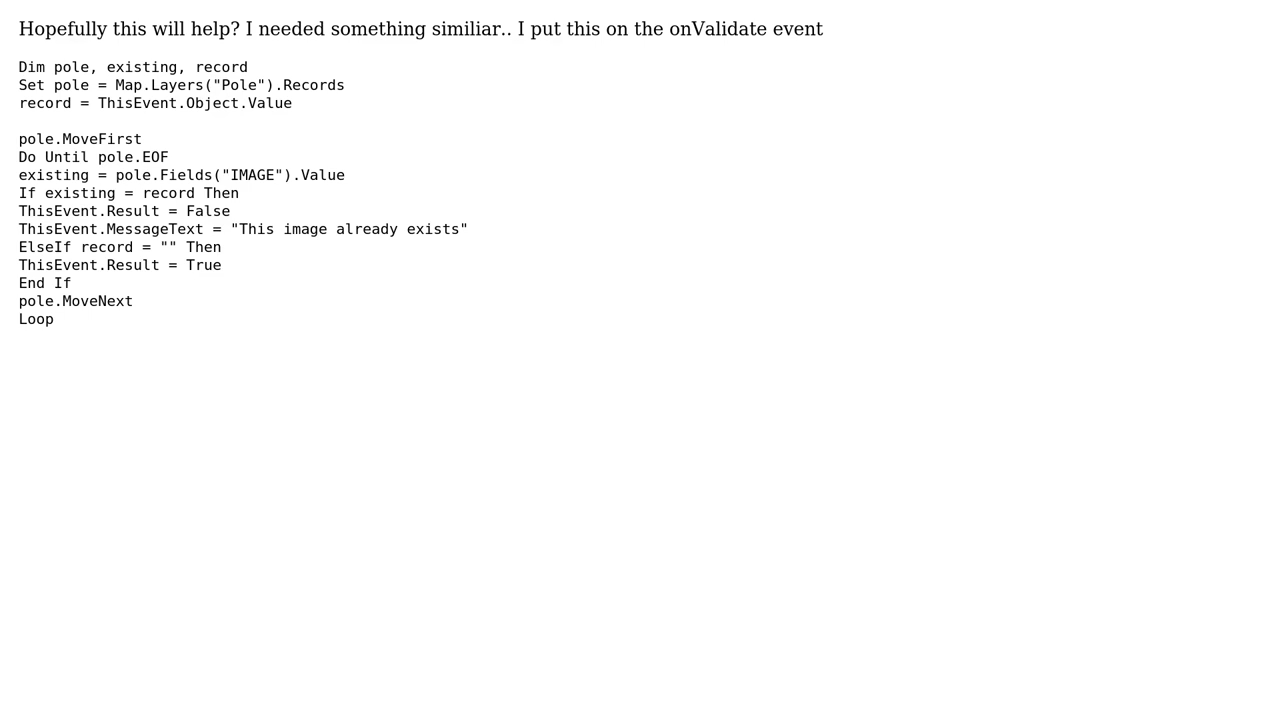 Hopefully this will help? I needed something similiar.. I put this on the onValidate event
Dim pole, existing, record
Set pole = Map.Layers("Pole").Records
record = ThisEvent.Object.Value
pole.MoveFirst
Do Until pole.EOF
existing = pole.Fields("IMAGE").Value
If existing = record Then
ThisEvent.Result = False
ThisEvent.MessageText = "This image already exists"
ElseIf record = "" Then
ThisEvent.Result = True
End If
pole.MoveNext
Loop